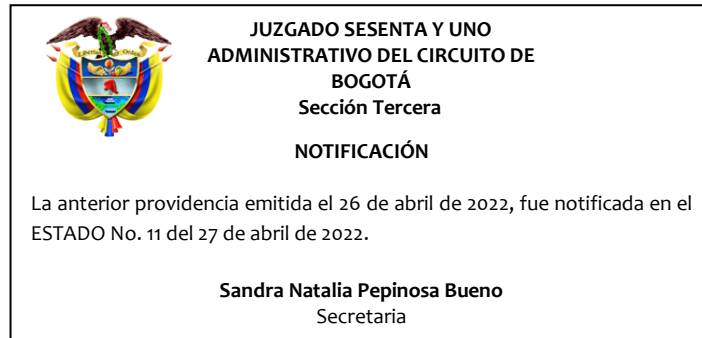 JUZGADO SESENTA Y UNO
ADMINISTRATIVO DEL CIRCUITO DE
BOGOTÁ
Sección Tercera
NOTIFICACIÓN
La anterior providencia emitida el 26 de abril de 2022, fue notificada en el
ESTADO No. 11 del 27 de abril de 2022.
Sandra Natalia Pepinosa Bueno
Secretaria